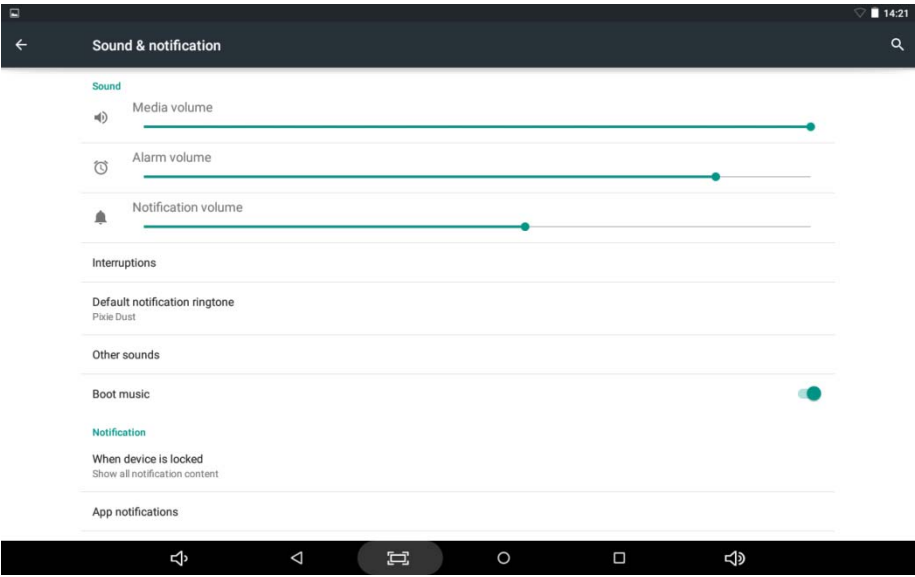 14:21
Sound & notification
Sound
Media volume
Alarm volume
Notification volume
Interruptions
Default notification ringtone
Pixie Dust
Other sounds
Boot music
Notification
When device is locked
Show all notification content
App notifications